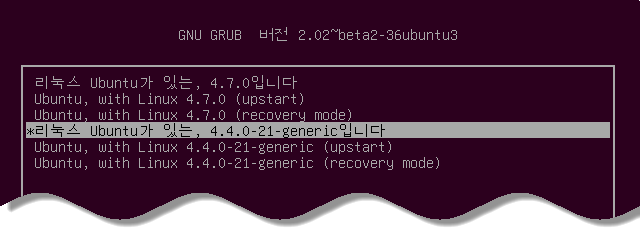 GNU GRUB 버전 2.02~beta2-36ubuntu3
리눅스 Ubuntu가 있는, 4.7.0입니다
Ubuntu, with Linux 4.7.0 (upstart)
Ubuntu, with Linux 4.7.0 (recovery mode)
*리눅스 Ubuntu가 있는, 4.4.0-21-generic입니다
Ubuntu, with Linux 4.4.0-21-generic (upstart)
Ubuntu, with Linux 4.4.0-21-generic (recovery mode)